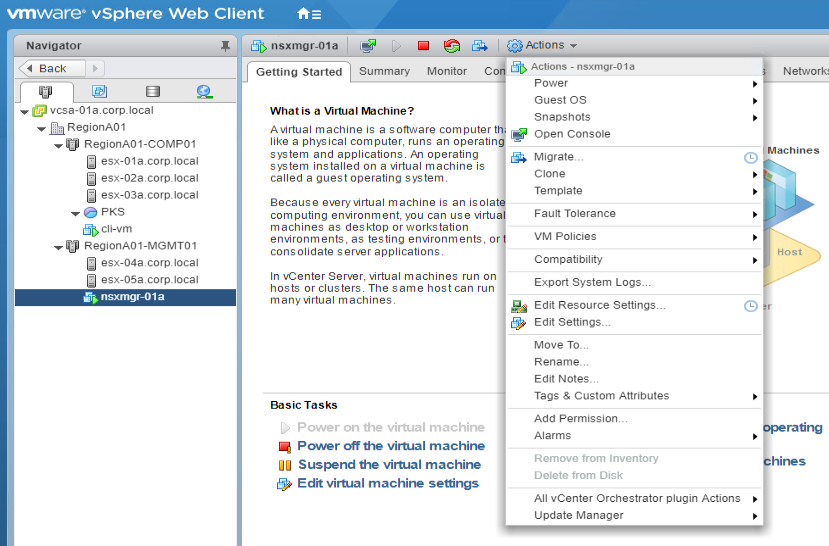 vmware® vSphere Web Client
Navigator
Back
vcsa-01a.corp.local
RegionA01
RegionA01-COMP01
esx-01a.corp.local
esx-02a.corp.local
esx-03a.corp.local
PKS
cli-vm
RegionA01-MGMT01
esx-04a.corp.local
esx-05a.corp.local
nsxmgr-01a
nsxmgr-01a
Actions
Getting Started Summary Monitor Con s Networks
What is a Virtual Machine?
A virtual machine is a software computer tha
like a physical computer, runs an operating
system and applications. An operating
system installed on a virtual machine is
called a guest operating system.
Because every virtual machine is an isolate
computing environment, you can use virtual
machines as desktop or workstation
environments, as testing environments, or t
consolidate server applications.
In vCenter Server, virtual machines run on
hosts or clusters. The same host can run
many virtual machines.
Basic Tasks
Power on the virtual machine
Power off the virtual machine
Suspend the virtual machine
Edit virtual machine settings
Actions - nsxmgr-01a
Power
Guest OS
Snapshots
Open Console
Migrate...
Clone
Template
Fault Tolerance
VM Policies
Compatibility
Export System Logs...
Edit Resource Settings...
Edit Settings...
Move To...
Rename...
Edit Notes...
Tags & Custom Attributes
Add Permission...
Alarms
Remove from Inventory
Delete from Disk
All vCenter Orchestrator plugin Actions
Update Manager
Machines
Host
er
operating
chines